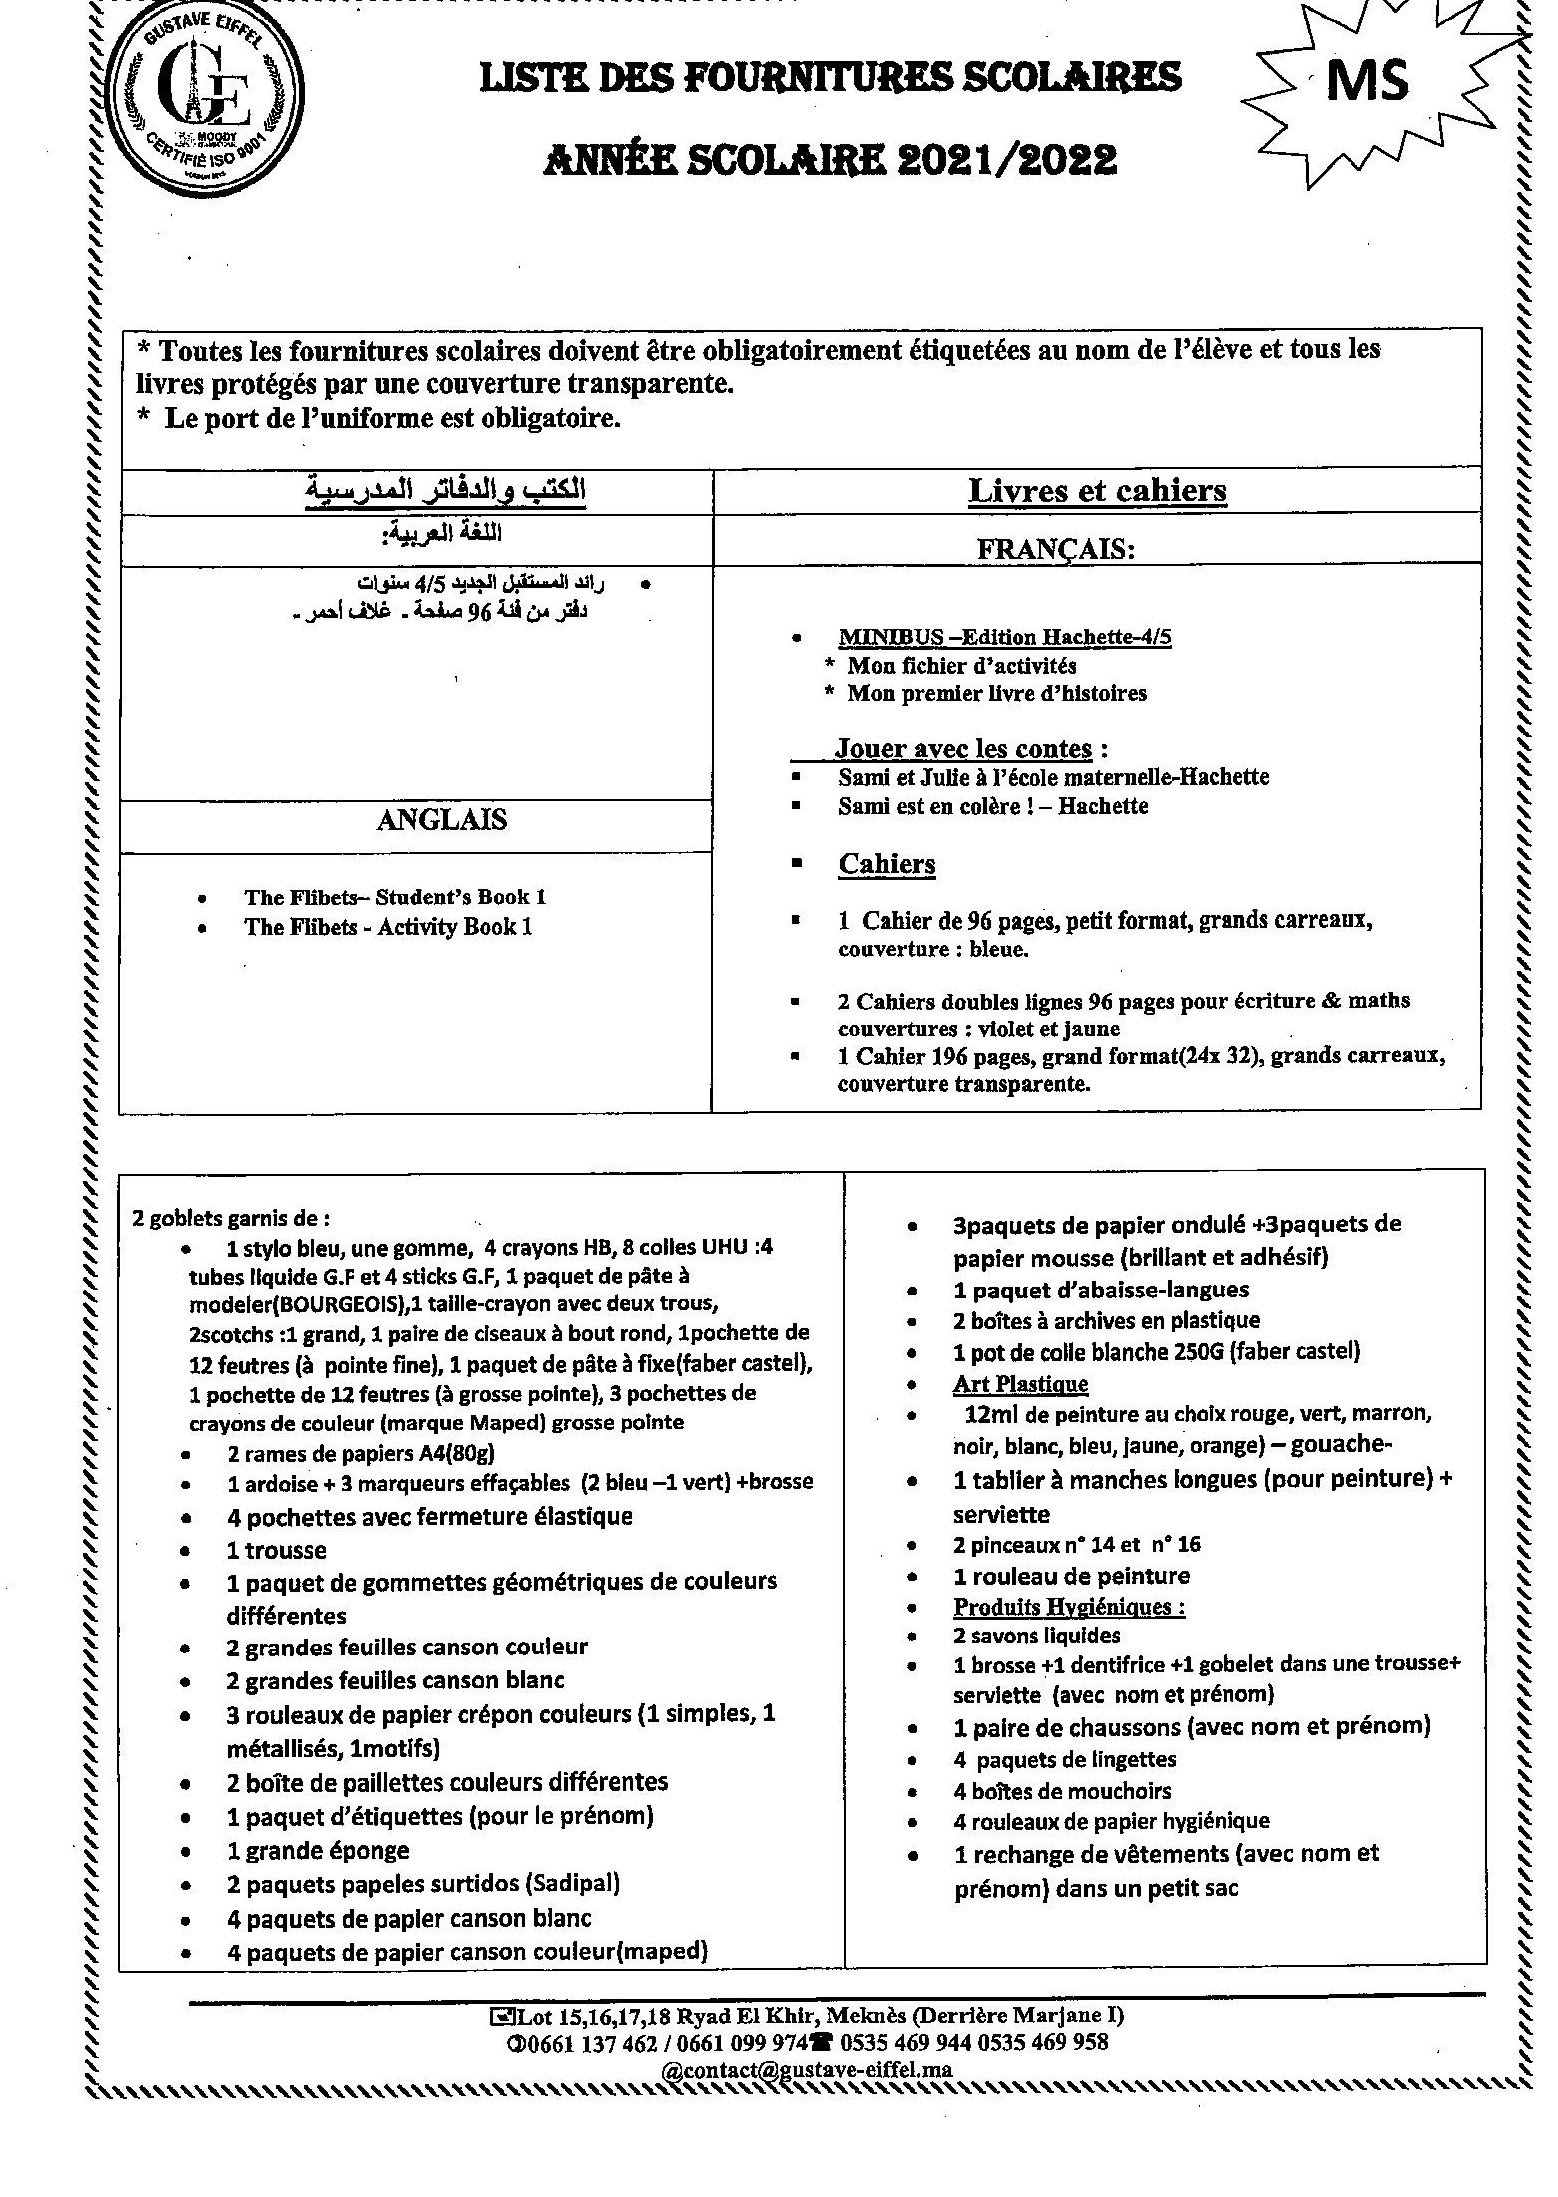 GUSTAVE EIFFEL
GE
MOODY
CERTIFIÉ ISO 9001
LISTE DES FOURNITURES SCOLAIRES
MS
ANNÉE SCOLAIRE 2021/2022
* Toutes les fournitures scolaires doivent être obligatoirement étiquetées au nom de l'élève et tous les
livres protégés par une couverture transparente.
* Le port de l'uniforme est obligatoire.
الكتب والدفاتر المدرسية
اللغة العربية:
• رائد المستقبل الجديد 4/5 سنوات
دفتر من فئة 96 صفحة - غلاف أحمر -
ANGLAIS
• The Flibets– Student's Book 1
• The Flibets - Activity Book 1
Livres et cahiers
FRANÇAIS:
• MINIBUS –Edition Hachette-4/5
* Mon fichier d'activités
* Mon premier livre d'histoires
Jouer avec les contes :
▪ Sami et Julie à l'école maternelle-Hachette
▪ Sami est en colère ! – Hachette
▪ Cahiers
▪ 1 Cahier de 96 pages, petit format, grands carreaux,
couverture : bleue.
▪ 2 Cahiers doubles lignes 96 pages pour écriture & maths
couvertures : violet et jaune
▪ 1 Cahier 196 pages, grand format(24x 32), grands carreaux,
couverture transparente.
2 goblets garnis de :
• 1 stylo bleu, une gomme, 4 crayons HB, 8 colles UHU :4
tubes liquide G.F et 4 sticks G.F, 1 paquet de pâte à
modeler(BOURGEOIS),1 taille-crayon avec deux trous,
2scotchs :1 grand, 1 paire de ciseaux à bout rond, 1pochette de
12 feutres (à pointe fine), 1 paquet de pâte à fixe(faber castel),
1 pochette de 12 feutres (à grosse pointe), 3 pochettes de
crayons de couleur (marque Maped) grosse pointe
• 2 rames de papiers A4(80g)
• 1 ardoise + 3 marqueurs effaçables (2 bleu –1 vert) +brosse
• 4 pochettes avec fermeture élastique
• 1 trousse
• 1 paquet de gommettes géométriques de couleurs
différentes
• 2 grandes feuilles canson couleur
• 2 grandes feuilles canson blanc
• 3 rouleaux de papier crépon couleurs (1 simples, 1
métallisés, 1motifs)
• 2 boîte de paillettes couleurs différentes
• 1 paquet d'étiquettes (pour le prénom)
• 1 grande éponge
• 2 paquets papeles surtidos (Sadipal)
• 4 paquets de papier canson blanc
• 4 paquets de papier canson couleur(maped)
• 3paquets de papier ondulé +3paquets de
papier mousse (brillant et adhésif)
• 1 paquet d'abaisse-langues
• 2 boîtes à archives en plastique
• 1 pot de colle blanche 250G (faber castel)
• Art Plastique
• 12ml de peinture au choix rouge, vert, marron,
noir, blanc, bleu, jaune, orange) – gouache-
• 1 tablier à manches longues (pour peinture) +
serviette
• 2 pinceaux n° 14 et n° 16
• 1 rouleau de peinture
• Produits Hygiéniques :
• 2 savons liquides
• 1 brosse +1 dentifrice +1 gobelet dans une trousse+
serviette (avec nom et prénom)
• 1 paire de chaussons (avec nom et prénom)
• 4 paquets de lingettes
• 4 boîtes de mouchoirs
• 4 rouleaux de papier hygiénique
• 1 rechange de vêtements (avec nom et
prénom) dans un petit sac
Lot 15,16,17,18 Ryad El Khir, Meknès (Derrière Marjane I)
0661 137 462 / 0661 099 974☎ 0535 469 944 0535 469 958
@contact@gustave-eiffel.ma